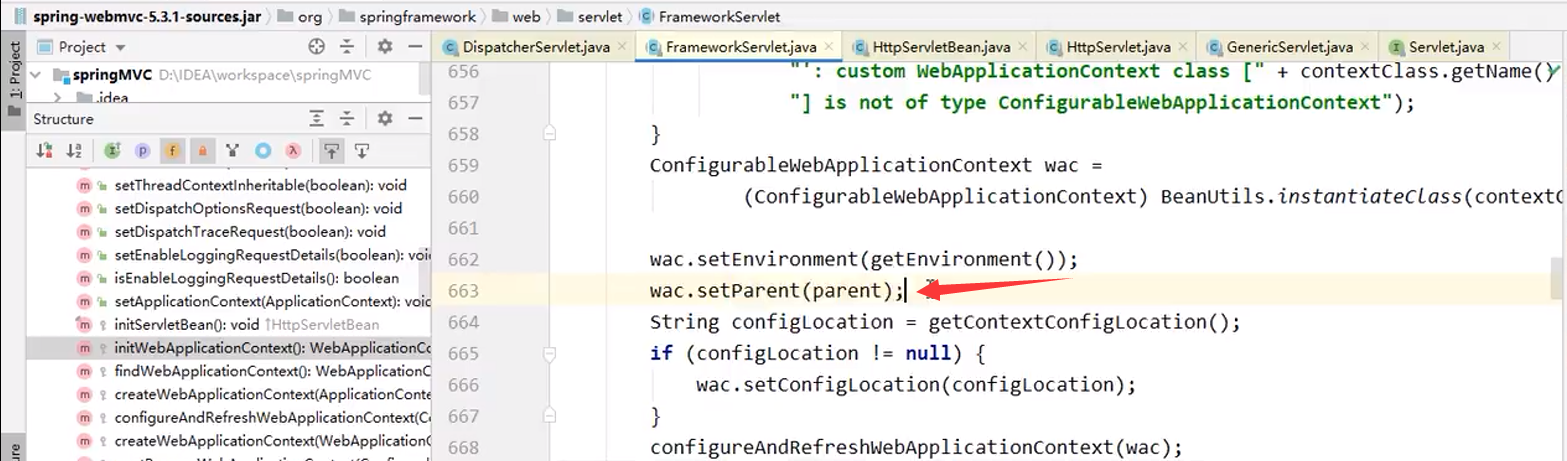 spring-webmvc-5.3.1-sources.jar org springframework web servlet FrameworkServlet
1: Project
Project
DispatcherServlet.java FrameworkServlet.java HttpServletBean.java HttpServlet.java GenericServlet.java Servlet.java
springMVC D:\IDEA\workspace\springMVC
.idea
Structure
setThreadContextInheritable(boolean): void
setDispatchOptionsRequest(boolean): void
setDispatchTraceRequest(boolean): void
setEnableLoggingRequestDetails(boolean): voi
isEnableLoggingRequestDetails(): boolean
setApplicationContext(ApplicationContext): voi
initServletBean(): void ↑HttpServletBean
initWebApplicationContext(): WebApplicationCo
findWebApplicationContext(): WebApplicationC
createWebApplicationContext(ApplicationConte
configureAndRefreshWebApplicationContext(Co
createWebApplicationContext(WebApplicationC
656 "': custom WebApplicationContext class [" + contextClass.getName()
657 "] is not of type ConfigurableWebApplicationContext");
658 }
659 ConfigurableWebApplicationContext wac =
660 (ConfigurableWebApplicationContext) BeanUtils.instantiateClass(contextC
661
662 wac.setEnvironment(getEnvironment());
663 wac.setParent(parent);
664 String configLocation = getContextConfigLocation();
665 if (configLocation != null) {
666 wac.setConfigLocation(configLocation);
667 }
668 configureAndRefreshWebApplicationContext(wac);